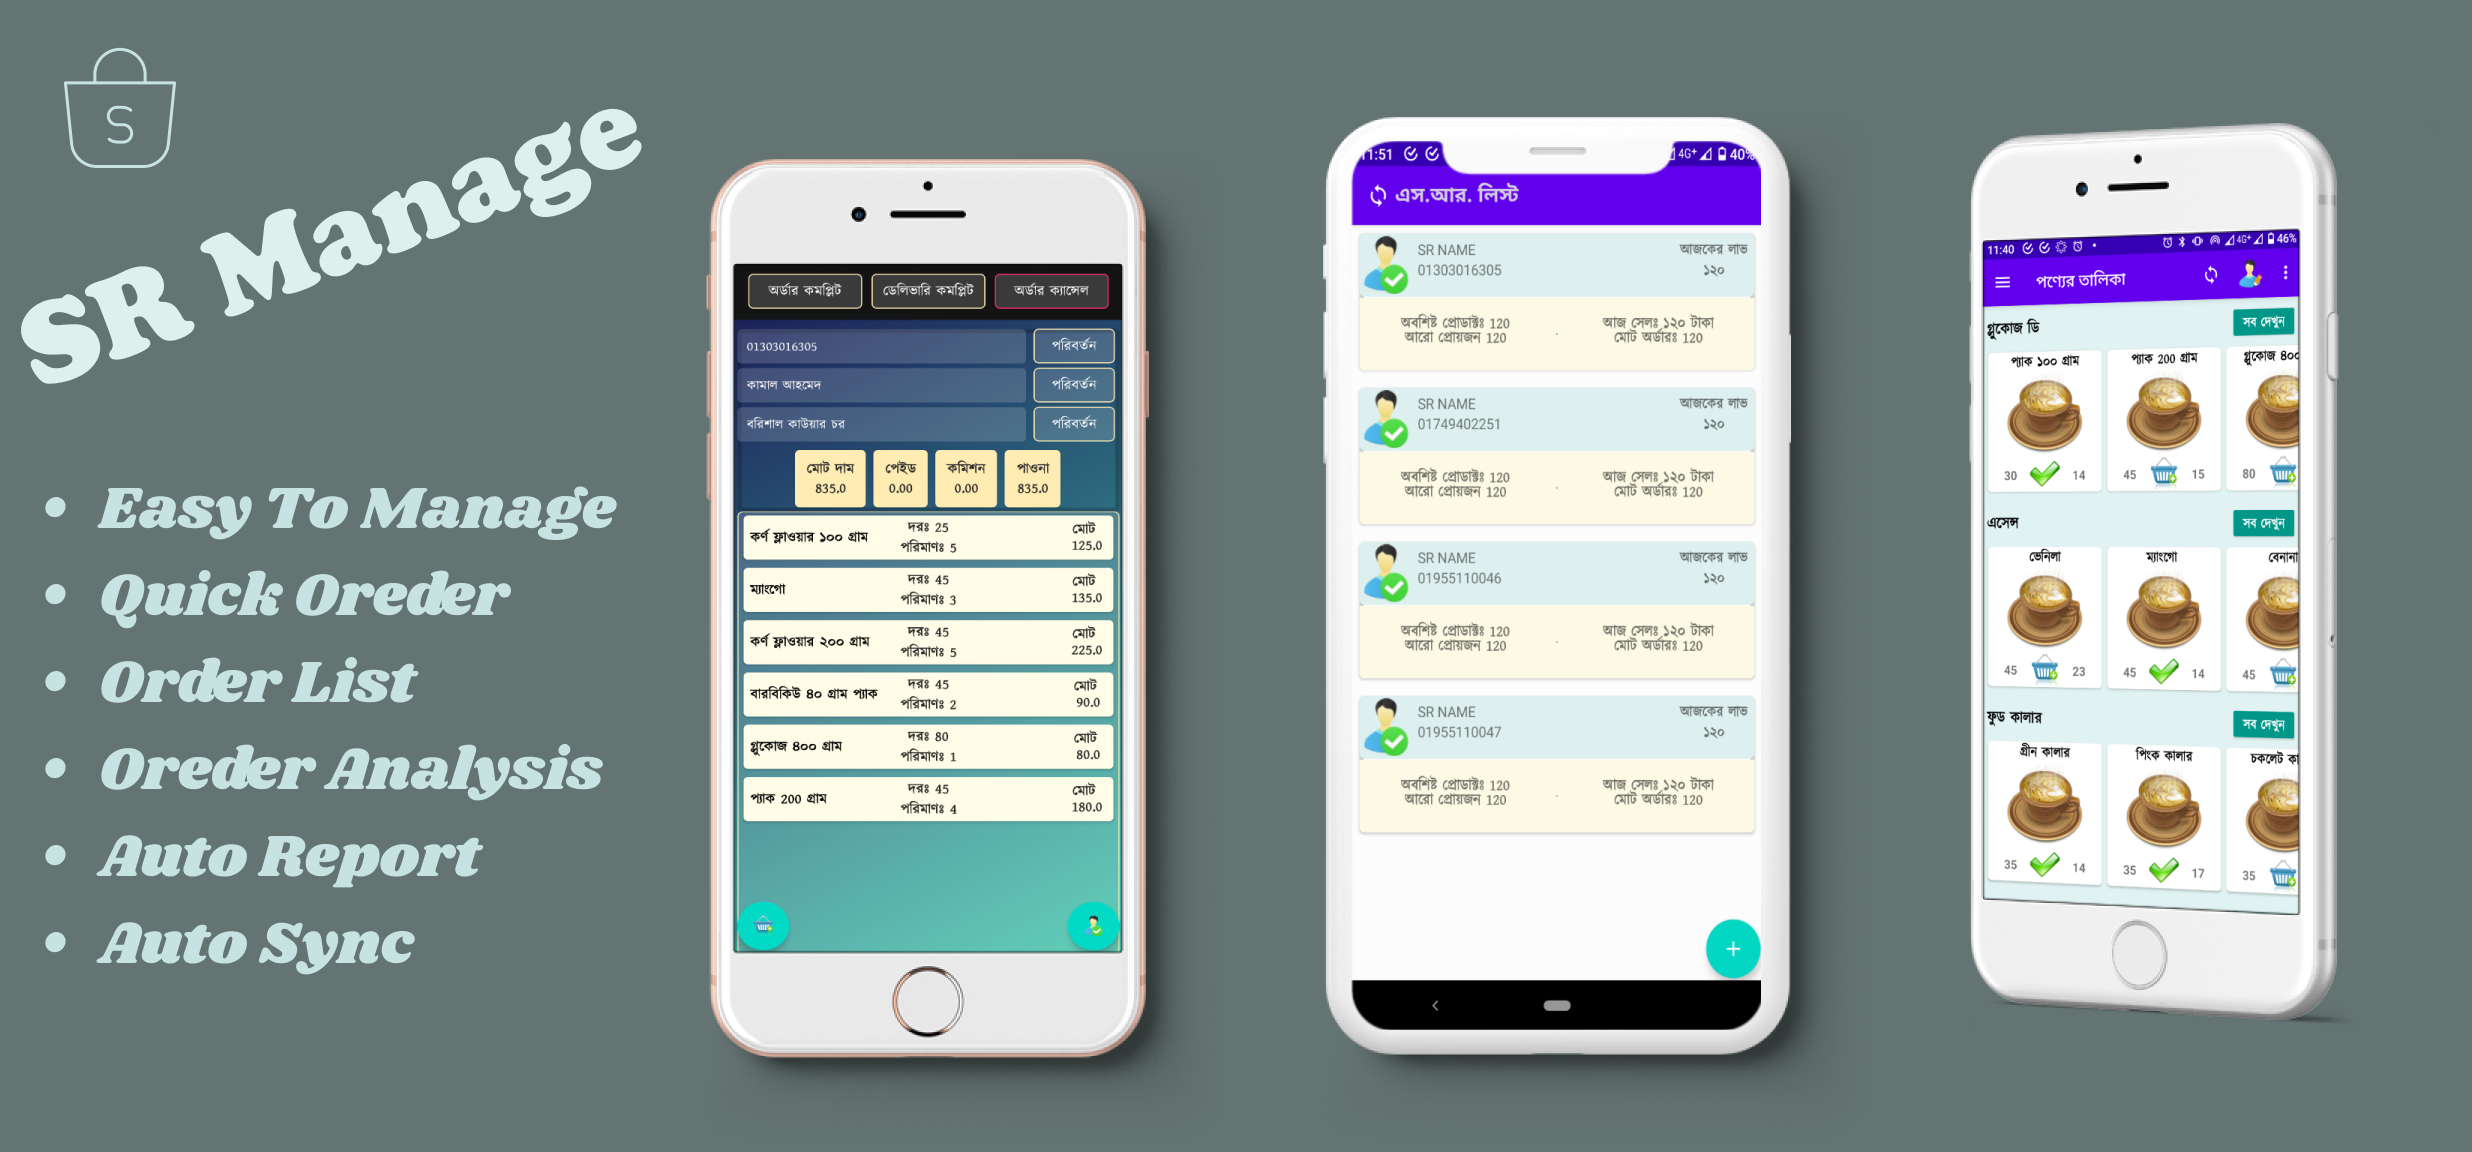 S
SR Manage
Easy To Manage
Quick Oreder
Order List
Oreder Analysis
Auto Report
Auto Sync
অর্ডার কমপ্লিট ডেলিভারি কমপ্লিট অর্ডার ক্যান্সেল
01303016305 পরিবর্তন
কামাল আহমেদ পরিবর্তন
বরিশাল কাউয়ার চর পরিবর্তন
মোট দাম পেইড কমিশন পাওনা
835.0 0.00 0.00 835.0
কর্ণ ফ্লাওয়ার ১০০ গ্রাম দরঃ 25 মোট
পরিমাণঃ 5 125.0
ম্যাংগো দরঃ 45 মোট
পরিমাণঃ 3 135.0
কর্ণ ফ্লাওয়ার ২০০ গ্রাম দরঃ 45 মোট
পরিমাণঃ 5 225.0
বারবিকিউ ৪০ গ্রাম প্যাক দরঃ 45 মোট
পরিমাণঃ 2 90.0
গ্লুকোজ ৪০০ গ্রাম দরঃ 80 মোট
পরিমাণঃ 1 80.0
প্যাক 200 গ্রাম দরঃ 45 মোট
পরিমাণঃ 4 180.0
11:51 4G+ 40%
এস.আর. লিস্ট
SR NAME আজকের লাভ
01303016305 ১২০
অবশিষ্ট প্রোডাক্টঃ 120 আজ সেলঃ ১২০ টাকা
আরো প্রোয়জন 120 মোট অর্ডারঃ 120
SR NAME আজকের লাভ
01749402251 ১২০
অবশিষ্ট প্রোডাক্টঃ 120 আজ সেলঃ ১২০ টাকা
আরো প্রোয়জন 120 মোট অর্ডারঃ 120
SR NAME আজকের লাভ
01955110046 ১২০
অবশিষ্ট প্রোডাক্টঃ 120 আজ সেলঃ ১২০ টাকা
আরো প্রোয়জন 120 মোট অর্ডারঃ 120
SR NAME আজকের লাভ
01955110047 ১২০
অবশিষ্ট প্রোডাক্টঃ 120 আজ সেলঃ ১২০ টাকা
আরো প্রোয়জন 120 মোট অর্ডারঃ 120
11:40 4G+ 46%
পণ্যের তালিকা
গ্লুকোজ ডি সব দেখুন
প্যাক ১০০ গ্রাম প্যাক 200 গ্রাম গ্লুকোজ ৪০০
30 14 45 15 80
এসেন্স সব দেখুন
ভেনিলা ম্যাংগো বেনানা
45 23 45 14 45
ফুড কালার সব দেখুন
গ্রীন কালার পিংক কালার চকলেট কা
35 14 35 17 35